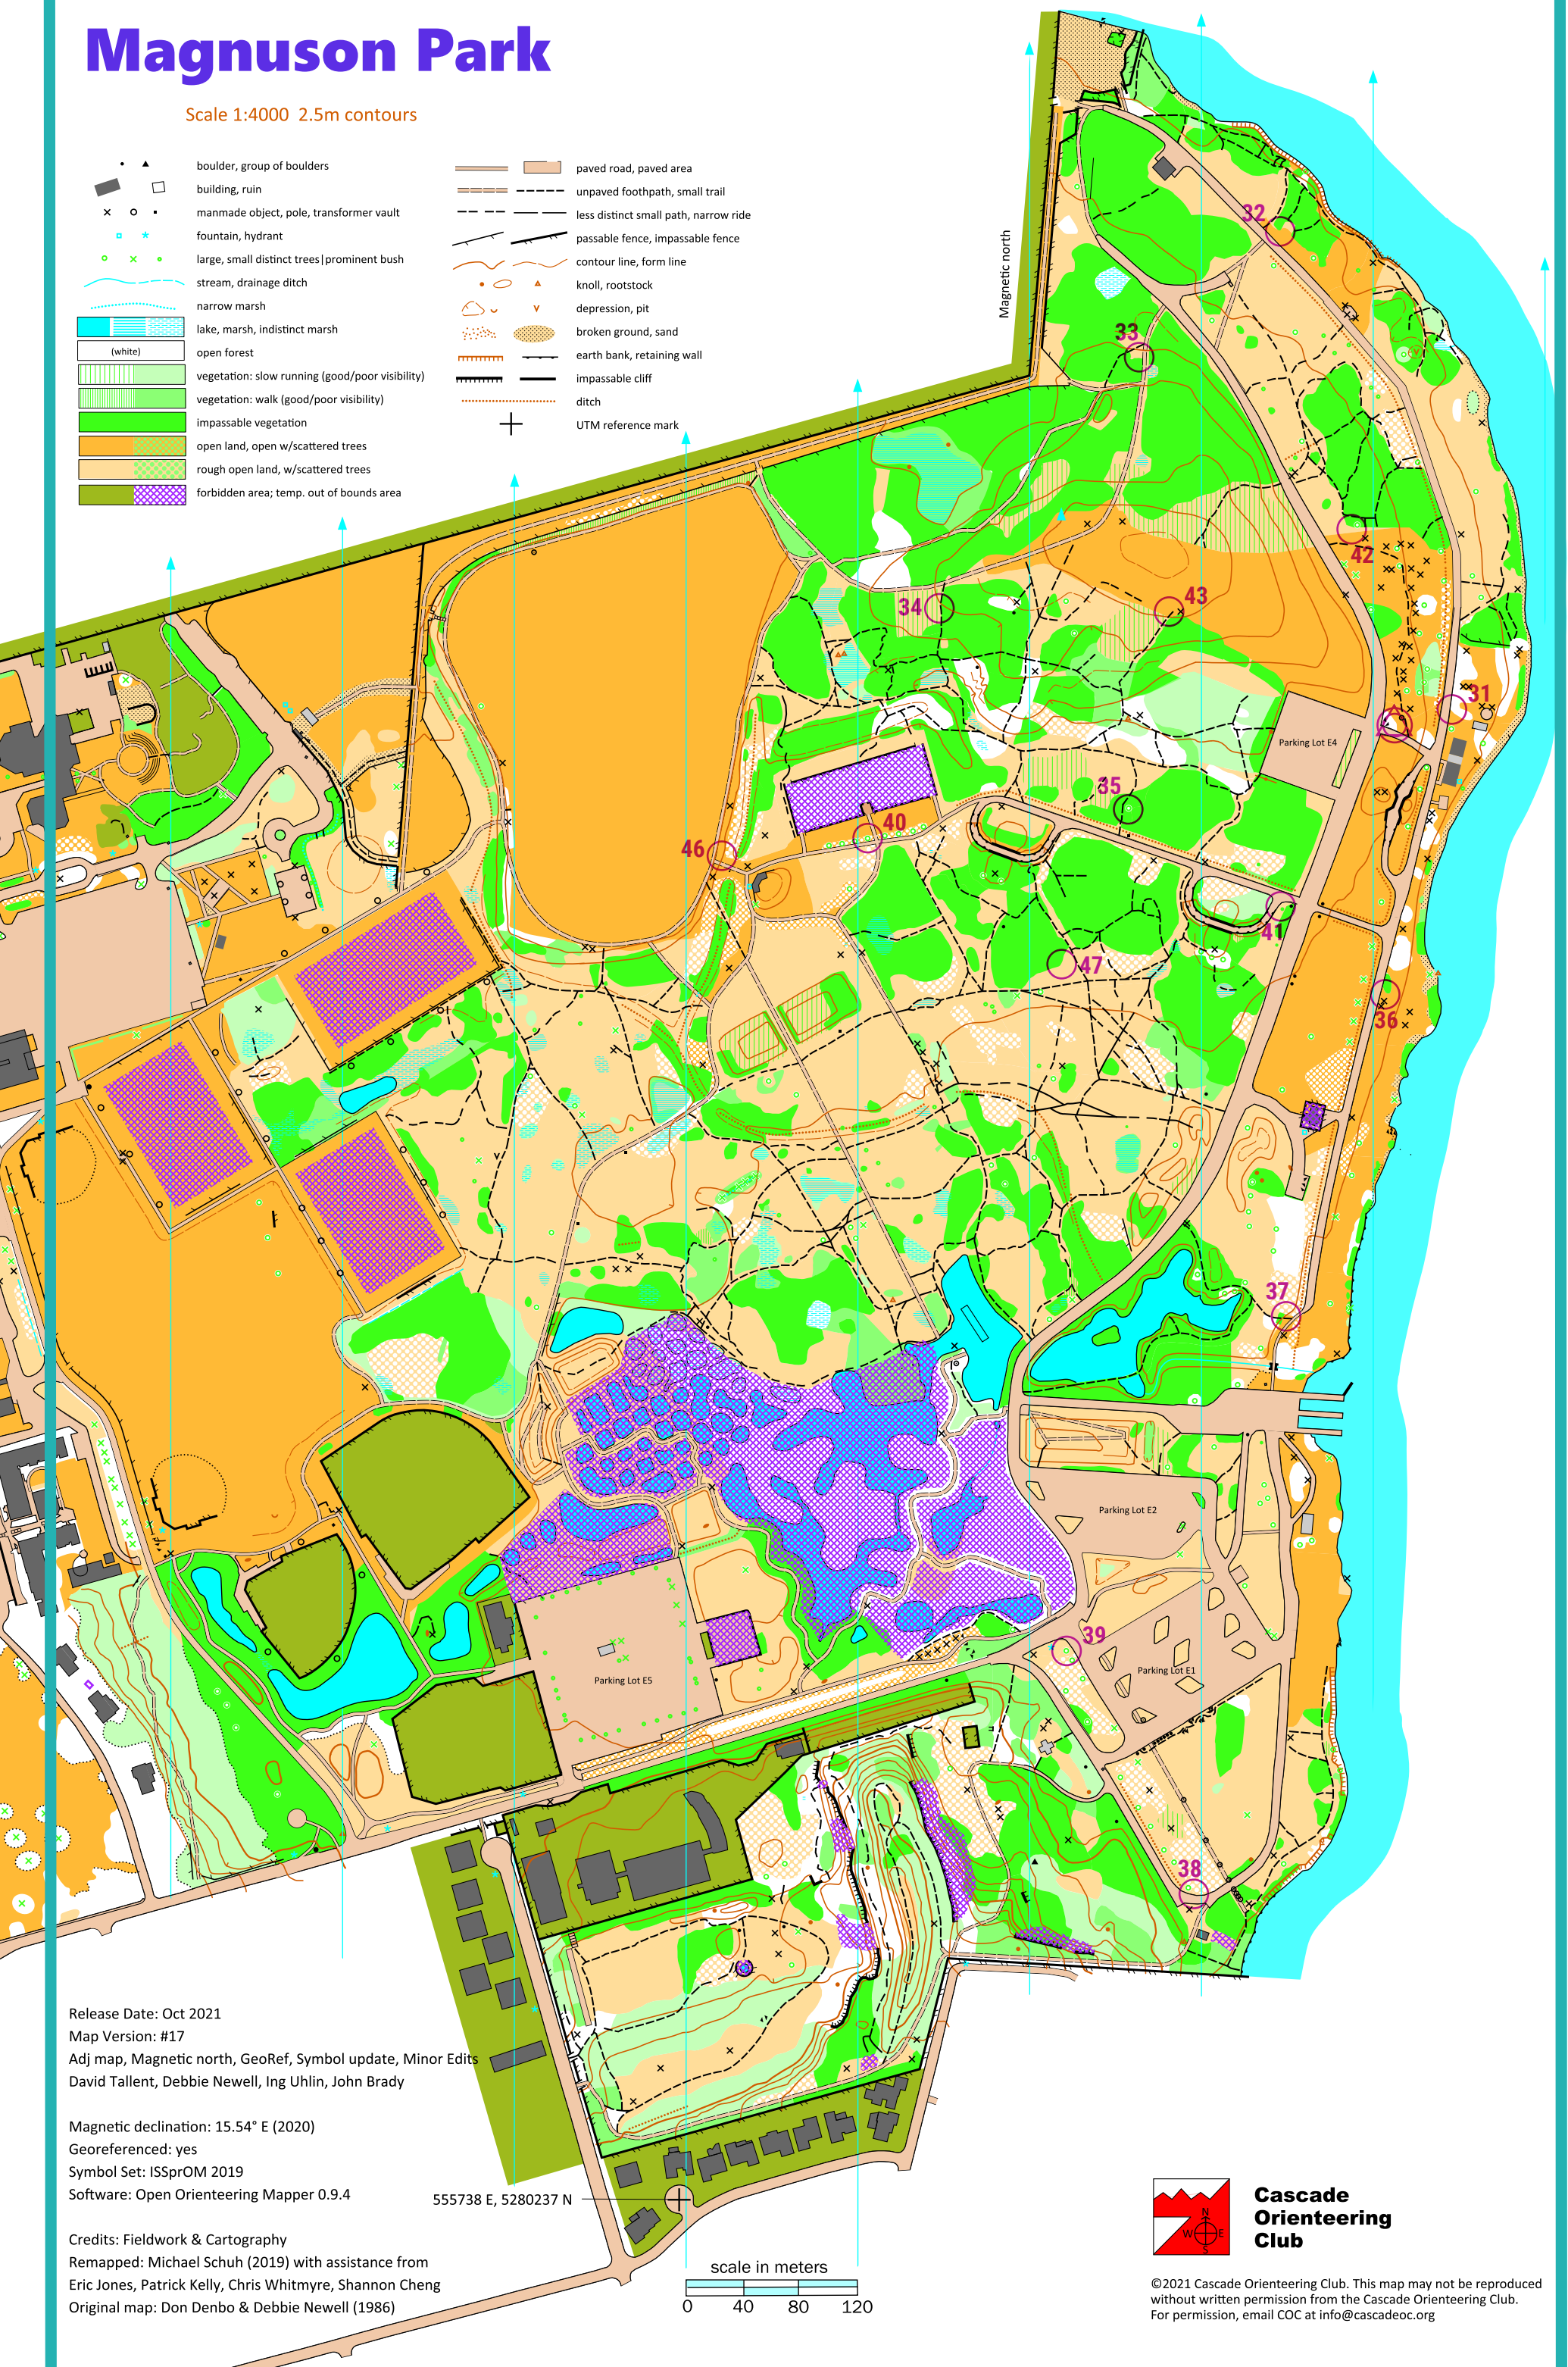 Magnuson Park
Scale 1:4000  2.5m contours
boulder, group of boulders
building, ruin
manmade object, pole, transformer vault
fountain, hydrant
large, small distinct trees|prominent bush
stream, drainage ditch
narrow marsh
lake, marsh, indistinct marsh
(white)
open forest
vegetation: slow running (good/poor visibility)
vegetation: walk (good/poor visibility)
impassable vegetation
open land, open w/scattered trees
rough open land, w/scattered trees
forbidden area; temp. out of bounds area
paved road, paved area
unpaved foothpath, small trail
less distinct small path, narrow ride
passable fence, impassable fence
contour line, form line
knoll, rootstock
depression, pit
broken ground, sand
earth bank, retaining wall
impassable cliff
ditch
UTM reference mark
Magnetic north
32
33
42
34
43
31
Parking Lot E4
35
40
46
41
47
36
37
Parking Lot E2
39
Parking Lot E1
Parking Lot E5
38
Release Date: Oct 2021
Map Version: #17
Adj map, Magnetic north, GeoRef, Symbol update, Minor Edits
David Tallent, Debbie Newell, Ing Uhlin, John Brady
Magnetic declination: 15.54° E (2020)
Georeferenced: yes
Symbol Set: ISSprOM 2019
Software: Open Orienteering Mapper 0.9.4
555738 E, 5280237 N
Credits: Fieldwork & Cartography
Remapped: Michael Schuh (2019) with assistance from
Eric Jones, Patrick Kelly, Chris Whitmyre, Shannon Cheng
Original map: Don Denbo & Debbie Newell (1986)
scale in meters
0 40 80 120
N
W E
S
Cascade
Orienteering
Club
©2021 Cascade Orienteering Club. This map may not be reproduced
without written permission from the Cascade Orienteering Club.
For permission, email COC at info@cascadeoc.org